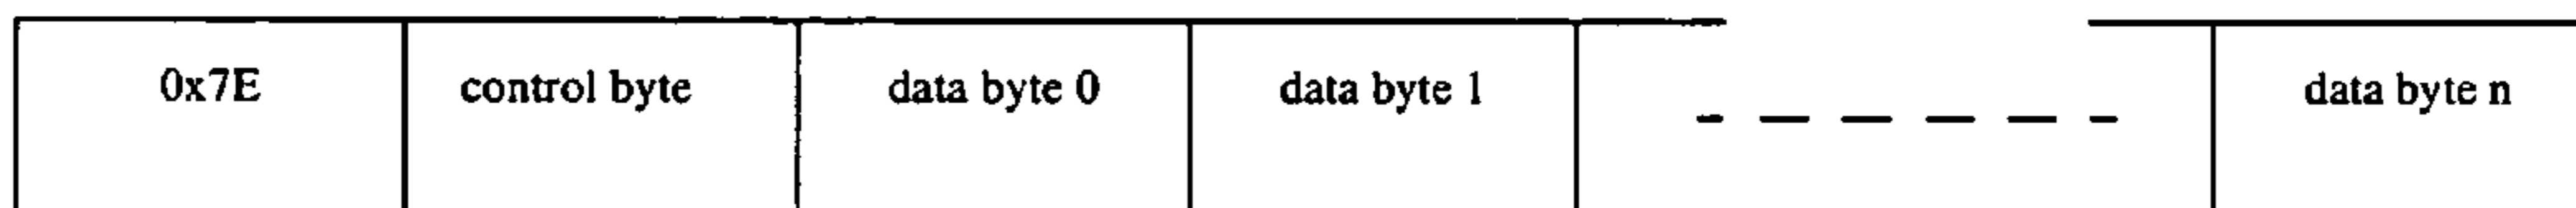 0x7E control byte data byte 0 data byte 1 data byte n